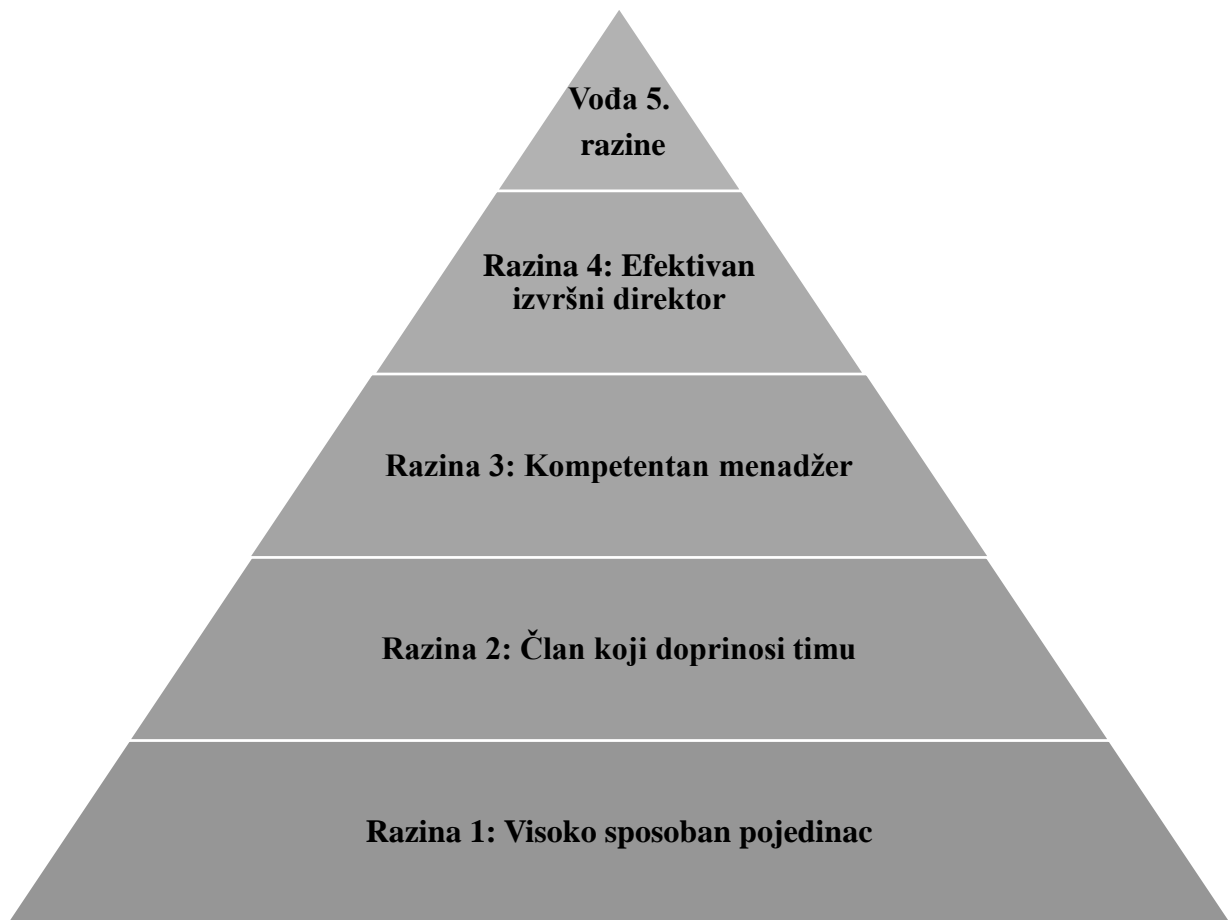 Vođa 5.
razine
Razina 4: Efektivan
izvršni direktor
Razina 3: Kompetentan menadžer
Razina 2: Član koji doprinosi timu
Razina 1: Visoko sposoban pojedinac